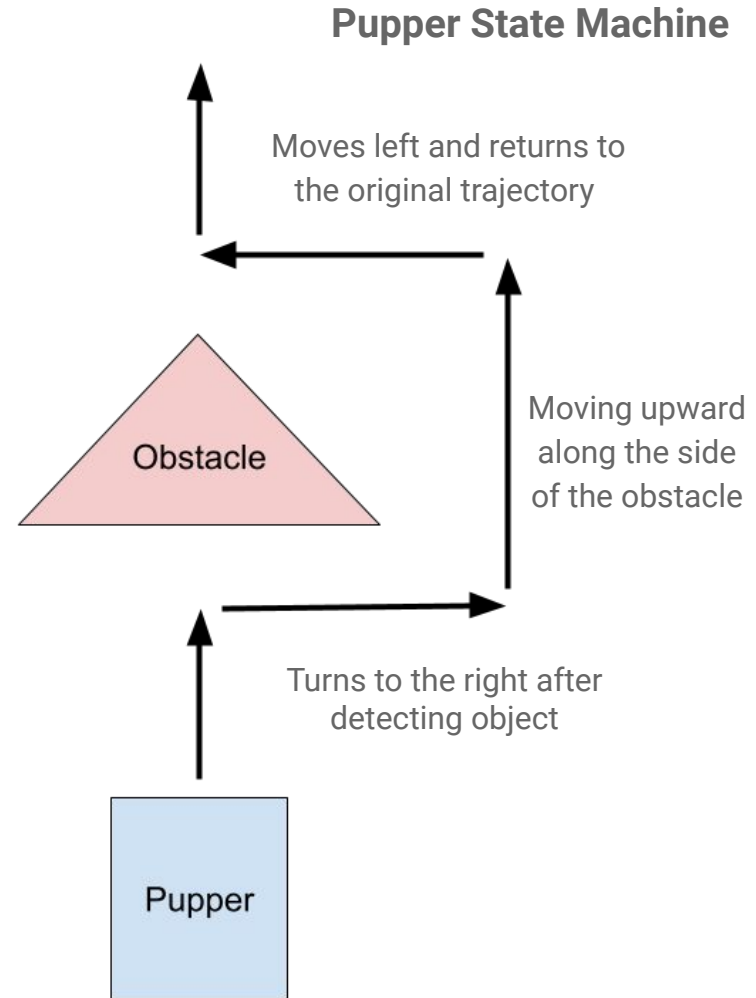 Pupper State Machine
Moves left and returns to
the original trajectory
Obstacle
Moving upward
along the side
of the obstacle
Turns to the right after
detecting object
Pupper